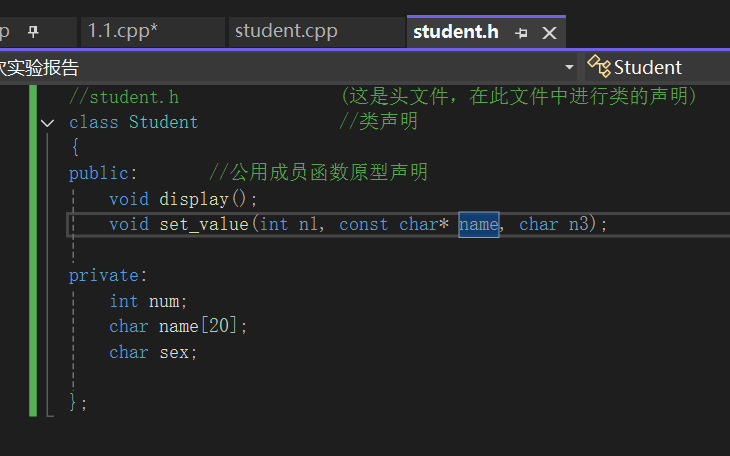 p
1.1.cpp*
student.cpp
student.h
次实验报告
Student
//student.h (这是头文件，在此文件中进行类的声明)
class Student //类声明
{
public: //公用成员函数原型声明
void display();
void set_value(int n1, const char* name, char n3);
private:
int num;
char name[20];
char sex;
};